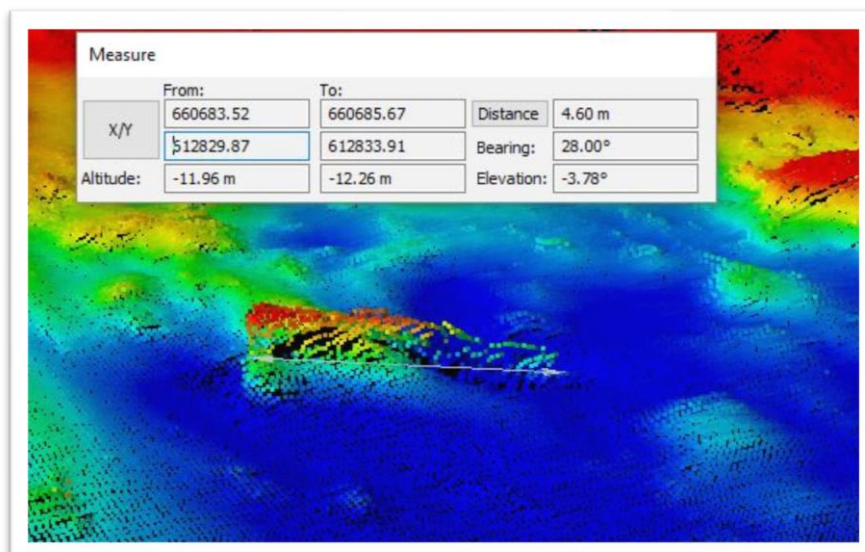 Measure
From: To:
X/Y 660683.52 660685.67 Distance 4.60 m
612829.87 612833.91 Bearing: 28.00°
Altitude: -11.96 m -12.26 m Elevation: -3.78°